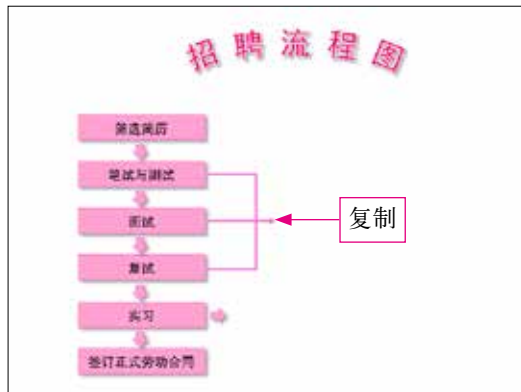 招聘流程图
筛选简历
笔试与测试
面试
复制
复试
实习
签订正式劳动合同